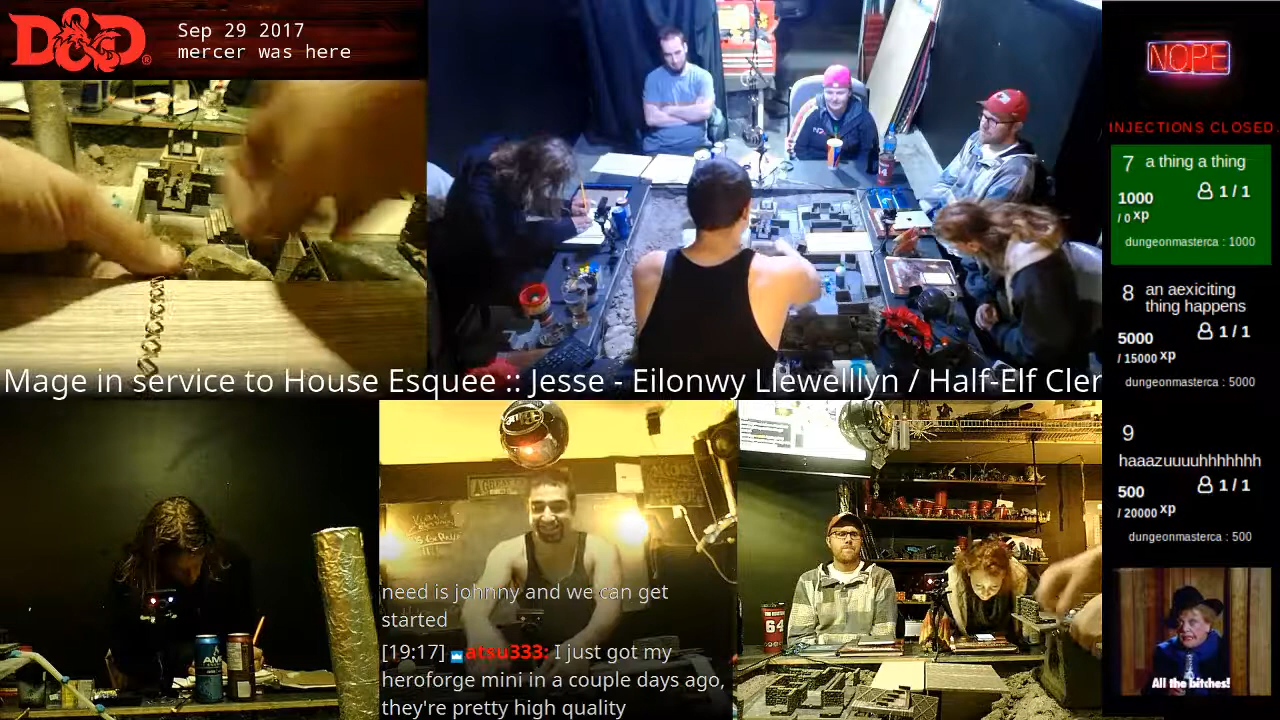 D&D®
Sep 29 2017
mercer was here
NOPE
INJECTIONS CLOSED
7 a thing a thing
1000
/ 0 xp
1 / 1
dungeonmasterca : 1000
8 an aexiciting
thing happens
5000
/ 15000 xp
1 / 1
dungeonmasterca : 5000
9
haaazuuuuhhhhhhh
500
/ 20000 xp
1 / 1
dungeonmasterca : 500
All the bitches!
Mage in service to House Esquee :: Jesse - Eilonwy Llewelllyn / Half-Elf Cler
need is johnny and we can get
started
[19:17] atsu333: I just got my
heroforge mini in a couple days ago,
they're pretty high quality
64
N7